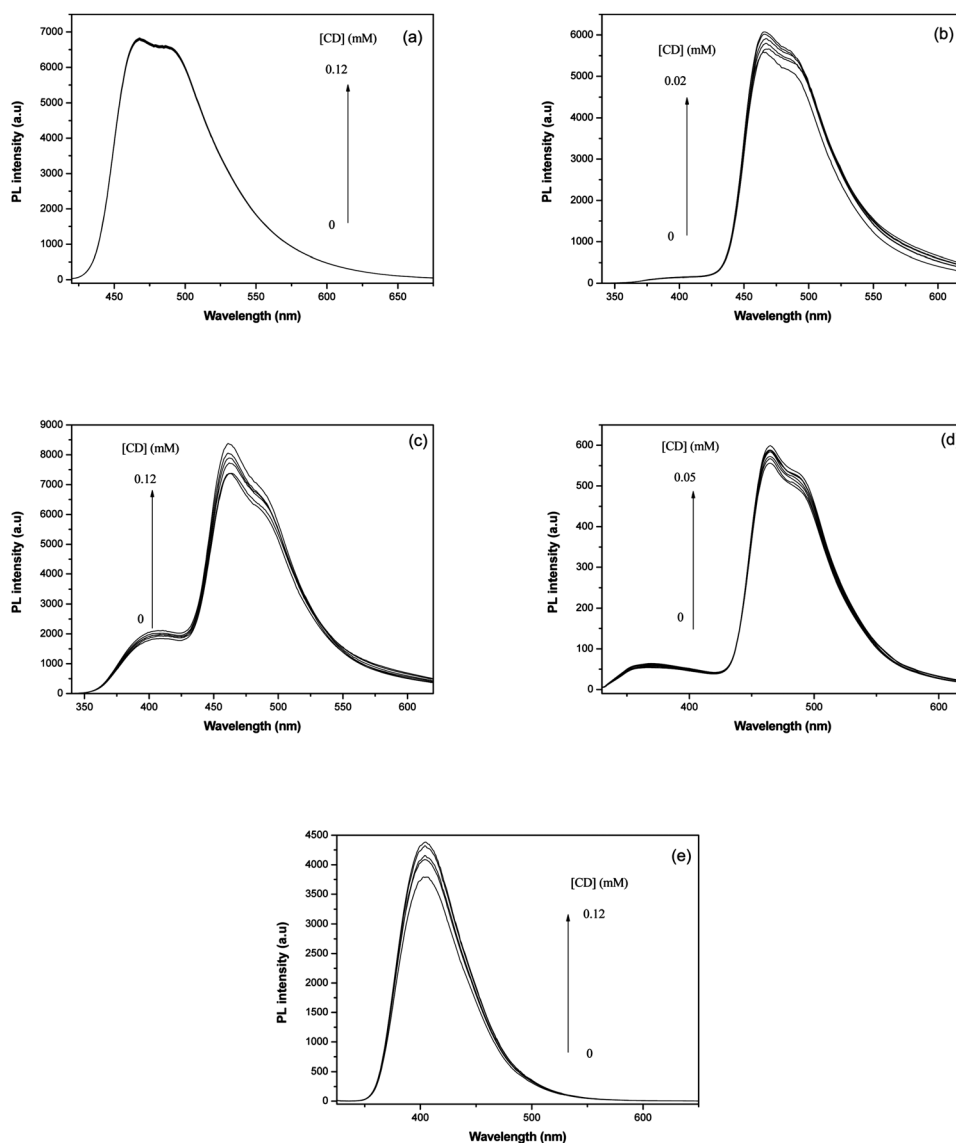 (a)
[CD] (mM)
0.12
0
7000
6000
5000
4000
3000
2000
1000
0
450 500 550 600 650
PL intensity (a.u)
Wavelength (nm)
(b)
[CD] (mM)
0.02
0
6000
5000
4000
3000
2000
1000
0
350 400 450 500 550 600
PL intensity (a.u)
Wavelength (nm)
(c)
[CD] (mM)
0.12
0
9000
8000
7000
6000
5000
4000
3000
2000
1000
0
350 400 450 500 550 600
PL intensity (a.u)
Wavelength (nm)
(d)
[CD] (mM)
0.05
0
600
500
400
300
200
100
0
400 500 600
PL intensity (a.u)
Wavelength (nm)
(e)
[CD] (mM)
0.12
0
4500
4000
3500
3000
2500
2000
1500
1000
500
0
400 500 600
PL intensity (a.u)
Wavelength (nm)